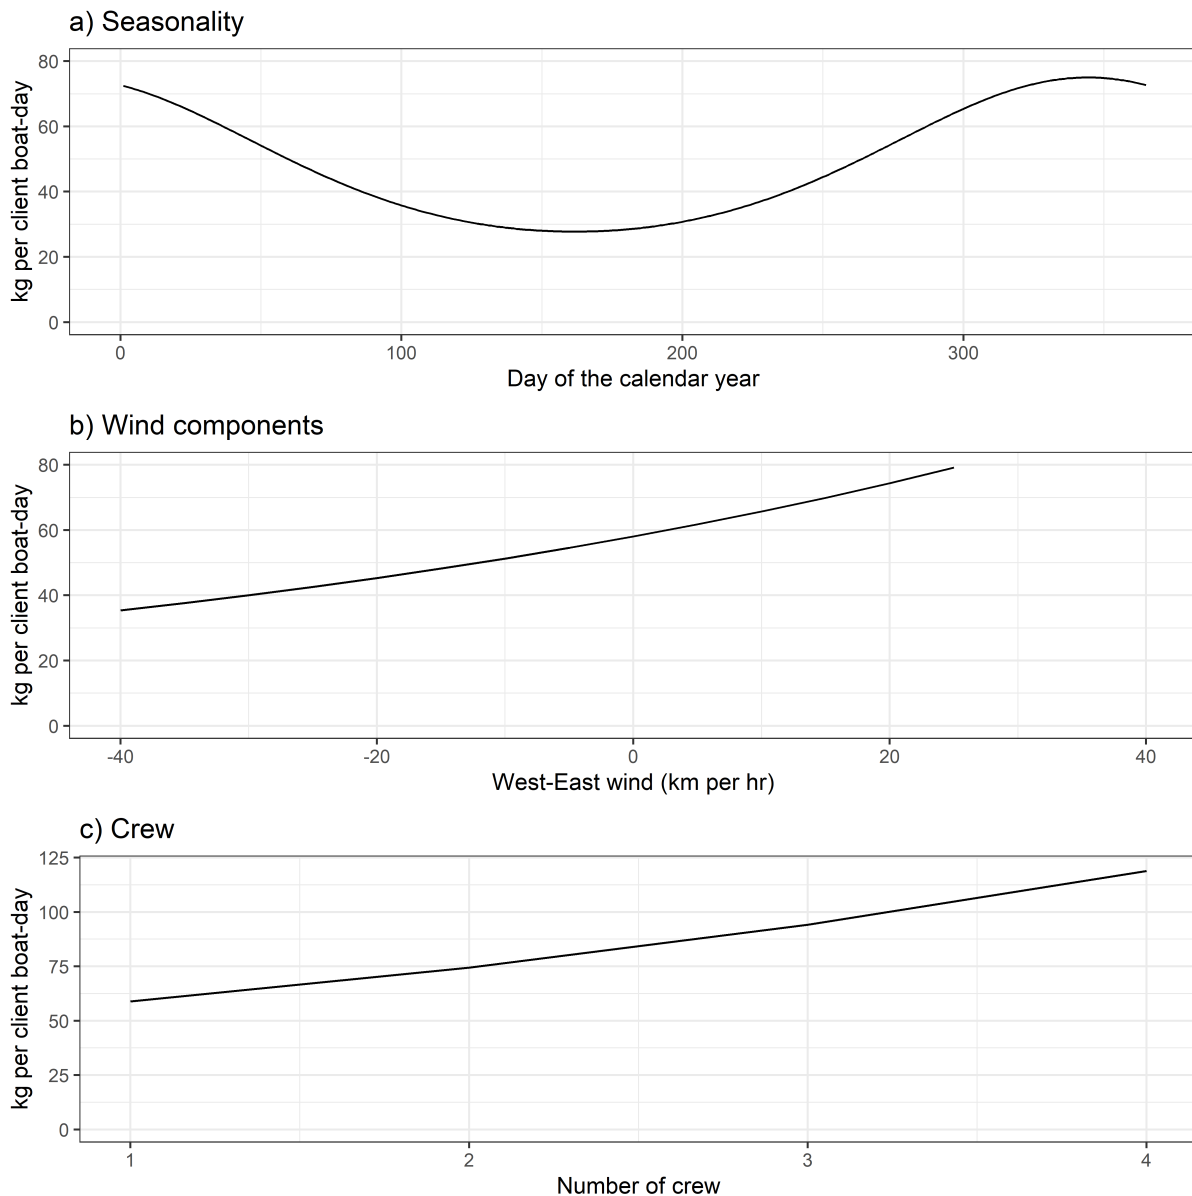 a) Seasonality
kg per client boat-day
80
60
40
20
0
0 100 200 300
Day of the calendar year
b) Wind components
kg per client boat-day
80
60
40
20
0
-40 -20 0 20 40
West-East wind (km per hr)
c) Crew
kg per client boat-day
125
100
75
50
25
0
1 2 3 4
Number of crew